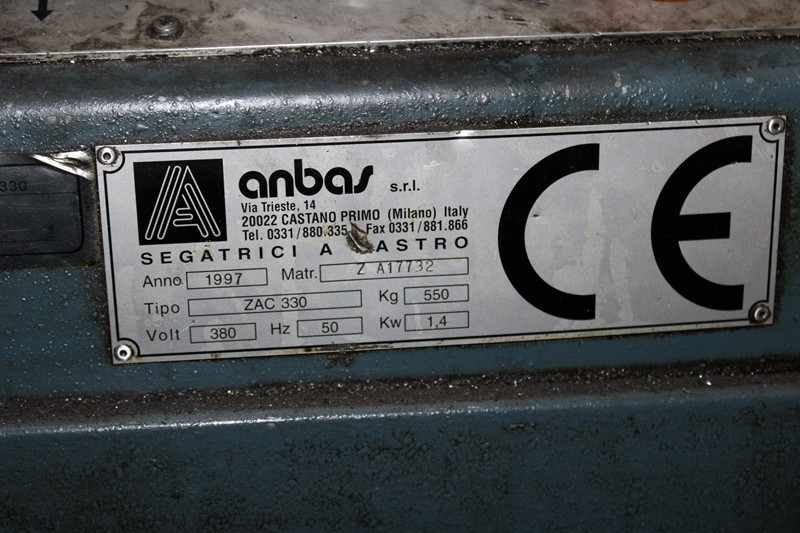 330
anbas s.r.l.
Via Trieste, 14
20022 CASTANO PRIMO (Milano) Italy
Tel. 0331/880.335 Fax 0331/881.866
SEGATRICI A NASTRO
Anno 1997 Matr. Z A17732
Tipo ZAC 330 Kg 550
Volt 380 Hz 50 Kw 1,4
CE